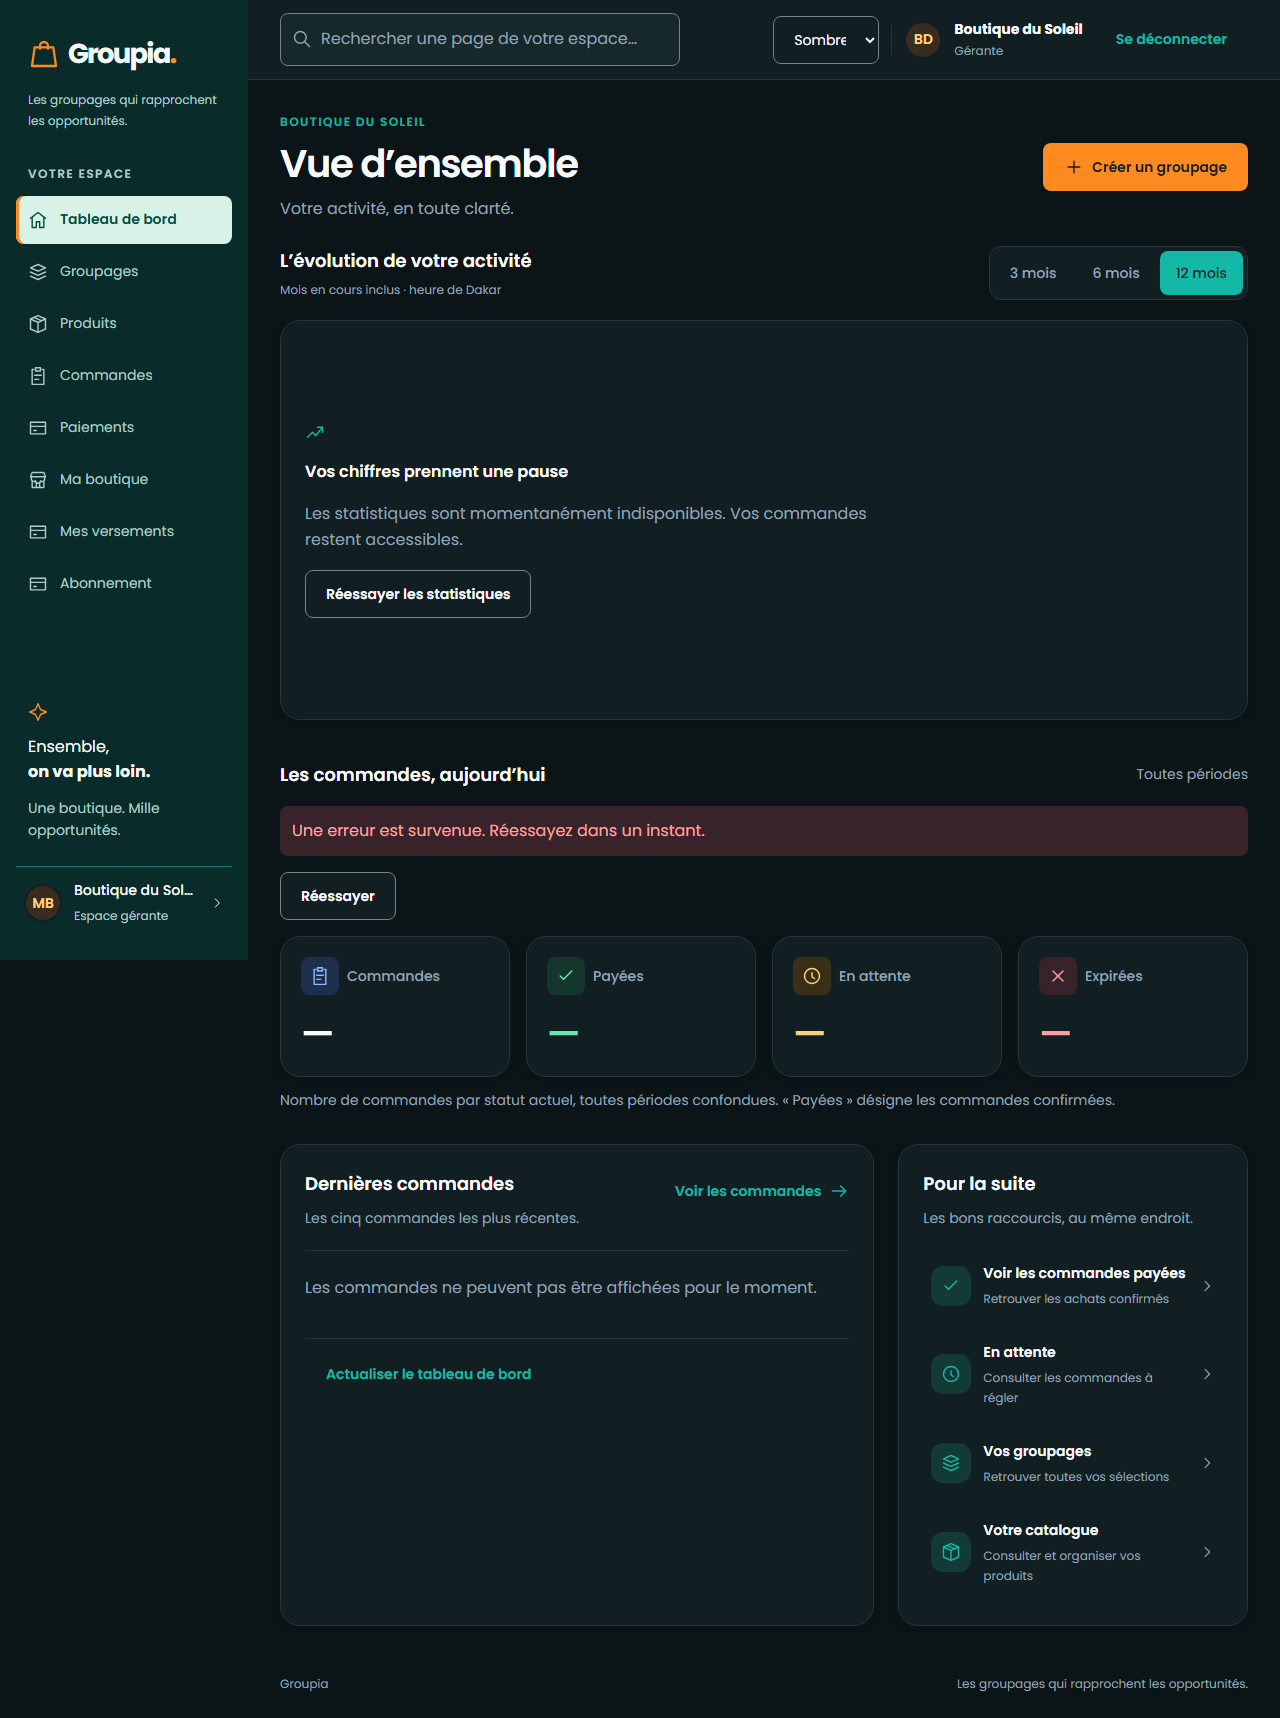 Groupia.
Les groupages qui rapprochent
les opportunités.
VOTRE ESPACE
Tableau de bord
Groupages
Produits
Commandes
Paiements
Ma boutique
Mes versements
Abonnement
Ensemble,
on va plus loin.
Une boutique. Mille
opportunités.
MB
Boutique du Sol...
Espace gérante
Rechercher une page de votre espace...
Sombre
BD
Boutique du Soleil
Gérante
Se déconnecter
BOUTIQUE DU SOLEIL
Vue d’ensemble
Votre activité, en toute clarté.
Créer un groupage
L’évolution de votre activité
Mois en cours inclus · heure de Dakar
3 mois
6 mois
12 mois
Vos chiffres prennent une pause
Les statistiques sont momentanément indisponibles. Vos commandes
restent accessibles.
Réessayer les statistiques
Les commandes, aujourd’hui
Toutes périodes
Une erreur est survenue. Réessayez dans un instant.
Réessayer
Commandes
—
Payées
—
En attente
—
Expirées
—
Nombre de commandes par statut actuel, toutes périodes confondues. « Payées » désigne les commandes confirmées.
Dernières commandes
Les cinq commandes les plus récentes.
Voir les commandes
Les commandes ne peuvent pas être affichées pour le moment.
Actualiser le tableau de bord
Pour la suite
Les bons raccourcis, au même endroit.
Voir les commandes payées
Retrouver les achats confirmés
En attente
Consulter les commandes à
régler
Vos groupages
Retrouver toutes vos sélections
Votre catalogue
Consulter et organiser vos
produits
Groupia
Les groupages qui rapprochent les opportunités.